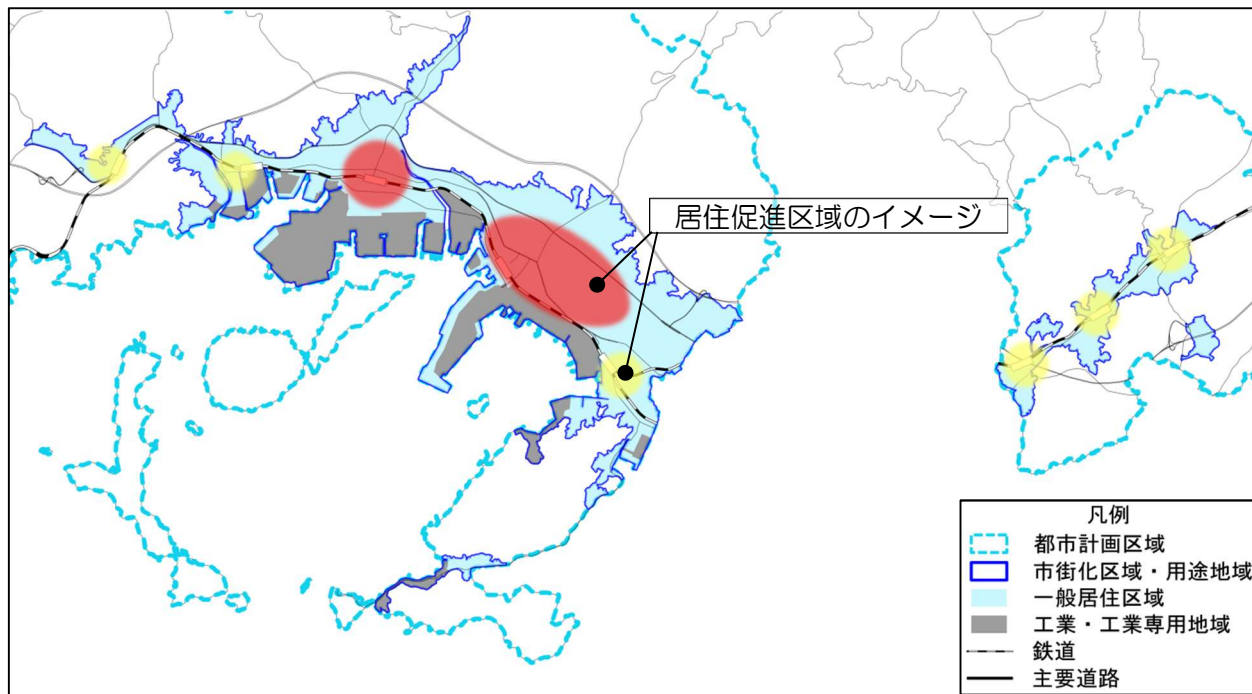 居住促進区域のイメージ
凡例
都市計画区域
市街化区域・用途地域
一般居住区域
工業・工業専用地域
鉄道
主要道路